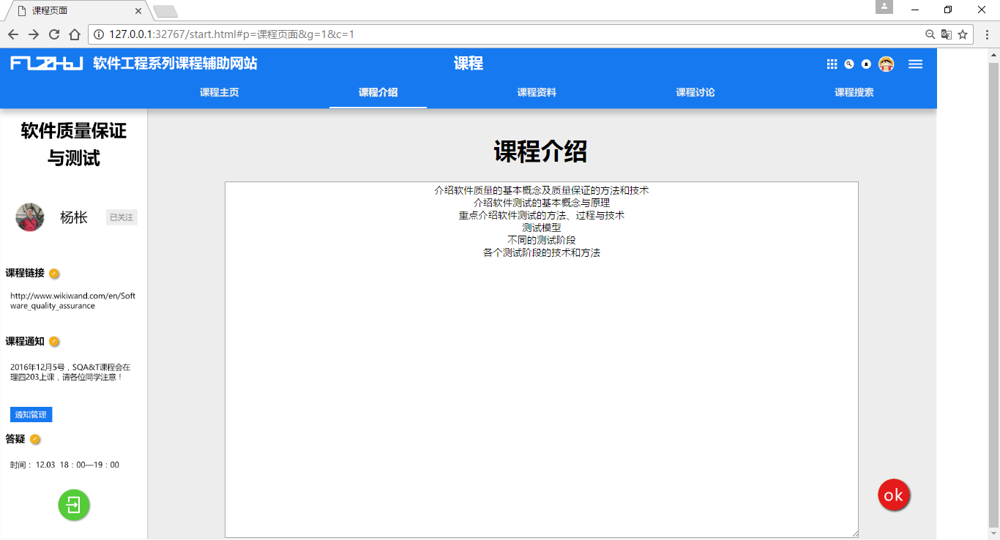 课程页面
127.0.0.1:32767/start.html#p=课程页面&g=1&c=1
软件工程系列课程辅助网站
课程
课程主页
课程介绍
课程资料
课程讨论
课程搜索
软件质量保证
与测试
杨枨
已关注
课程链接
http://www.wikiwand.com/en/Soft
ware_quality_assurance
课程通知
2016年12月5号，SQA&T课程会在
理四203上课，请各位同学注意！
通知管理
答疑
时间： 12.03 18：00—19：00
课程介绍
介绍软件质量的基本概念及质量保证的方法和技术
介绍软件测试的基本概念与原理
重点介绍软件测试的方法、过程与技术
测试模型
不同的测试阶段
各个测试阶段的技术和方法
ok